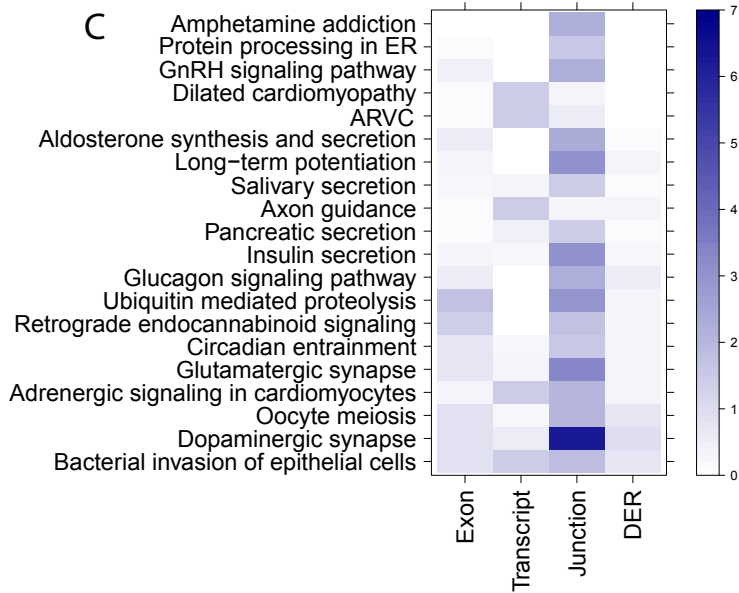 C
Amphetamine addiction
Protein processing in ER
GnRH signaling pathway
Dilated cardiomyopathy
ARVC
Aldosterone synthesis and secretion
Long−term potentiation
Salivary secretion
Axon guidance
Pancreatic secretion
Insulin secretion
Glucagon signaling pathway
Ubiquitin mediated proteolysis
Retrograde endocannabinoid signaling
Circadian entrainment
Glutamatergic synapse
Adrenergic signaling in cardiomyocytes
Oocyte meiosis
Dopaminergic synapse
Bacterial invasion of epithelial cells
Exon
Transcript
Junction
DER
7
6
5
4
3
2
1
0